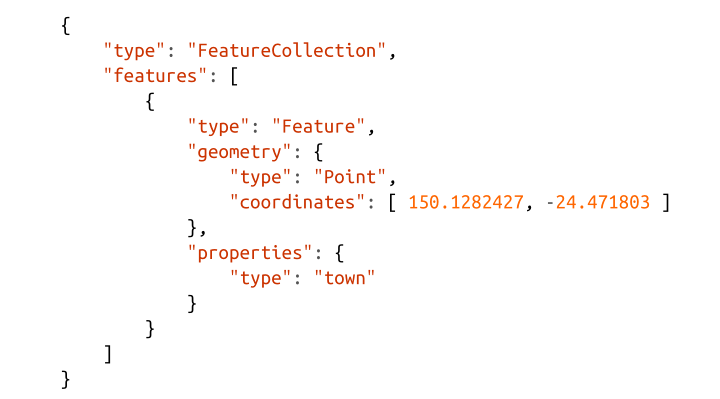 {
    "type": "FeatureCollection",
    "features": [
        {
            "type": "Feature",
            "geometry": {
                "type": "Point",
                "coordinates": [ 150.1282427, -24.471803 ]
            },
            "properties": {
                "type": "town"
            }
        }
    ]
}